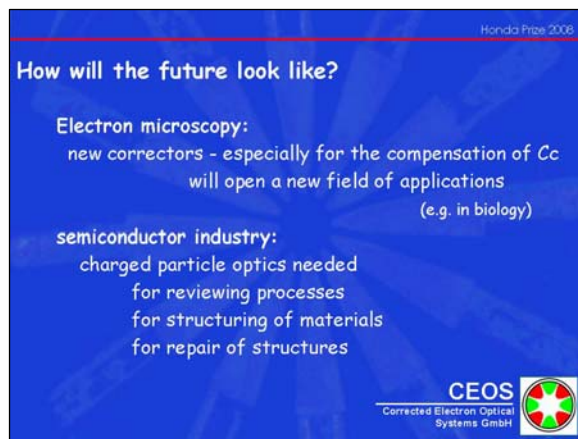 Honda Prize 2008
How will the future look like?
Electron microscopy:
new correctors - especially for the compensation of Cc
will open a new field of applications
(e.g. in biology)
semiconductor industry:
charged particle optics needed
for reviewing processes
for structuring of materials
for repair of structures
CEOS
Corrected Electron Optical
Systems GmbH